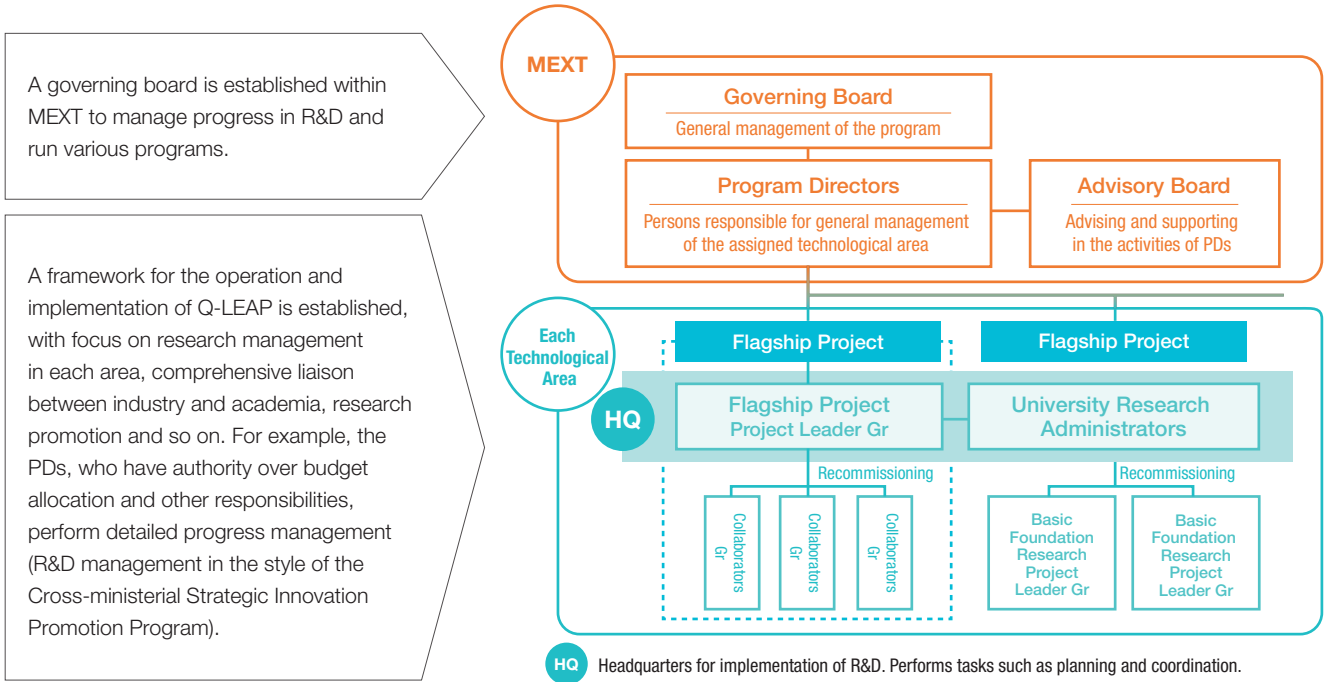 A governing board is established within
MEXT to manage progress in R&D and
run various programs.
A framework for the operation and
implementation of Q-LEAP is established,
with focus on research management
in each area, comprehensive liaison
between industry and academia, research
promotion and so on. For example, the
PDs, who have authority over budget
allocation and other responsibilities,
perform detailed progress management
(R&D management in the style of the
Cross-ministerial Strategic Innovation
Promotion Program).
MEXT
Governing Board
General management of the program
Program Directors
Persons responsible for general management
of the assigned technological area
Advisory Board
Advising and supporting
in the activities of PDs
Each
Technological
Area
Flagship Project
Flagship Project
HQ
Flagship Project
Project Leader Gr
University Research
Administrators
Recommissioning
Recommissioning
Collaborators
Gr
Collaborators
Gr
Collaborators
Gr
Basic
Foundation
Research
Project
Leader Gr
Basic
Foundation
Research
Project
Leader Gr
HQ Headquarters for implementation of R&D. Performs tasks such as planning and coordination.